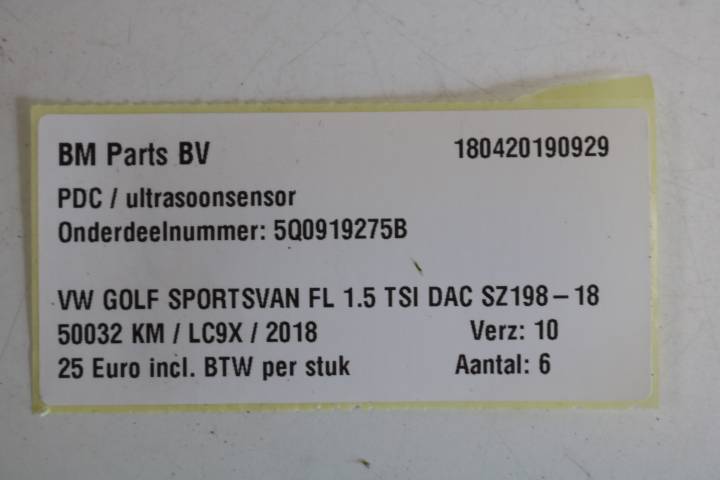 BM Parts BV 180420190929
PDC / ultrasoonsensor
Onderdeelnummer: 5Q0919275B
VW GOLF SPORTSVAN FL 1.5 TSI DAC SZ198-18
50032 KM / LC9X / 2018 Verz: 10
25 Euro incl. BTW per stuk Aantal: 6